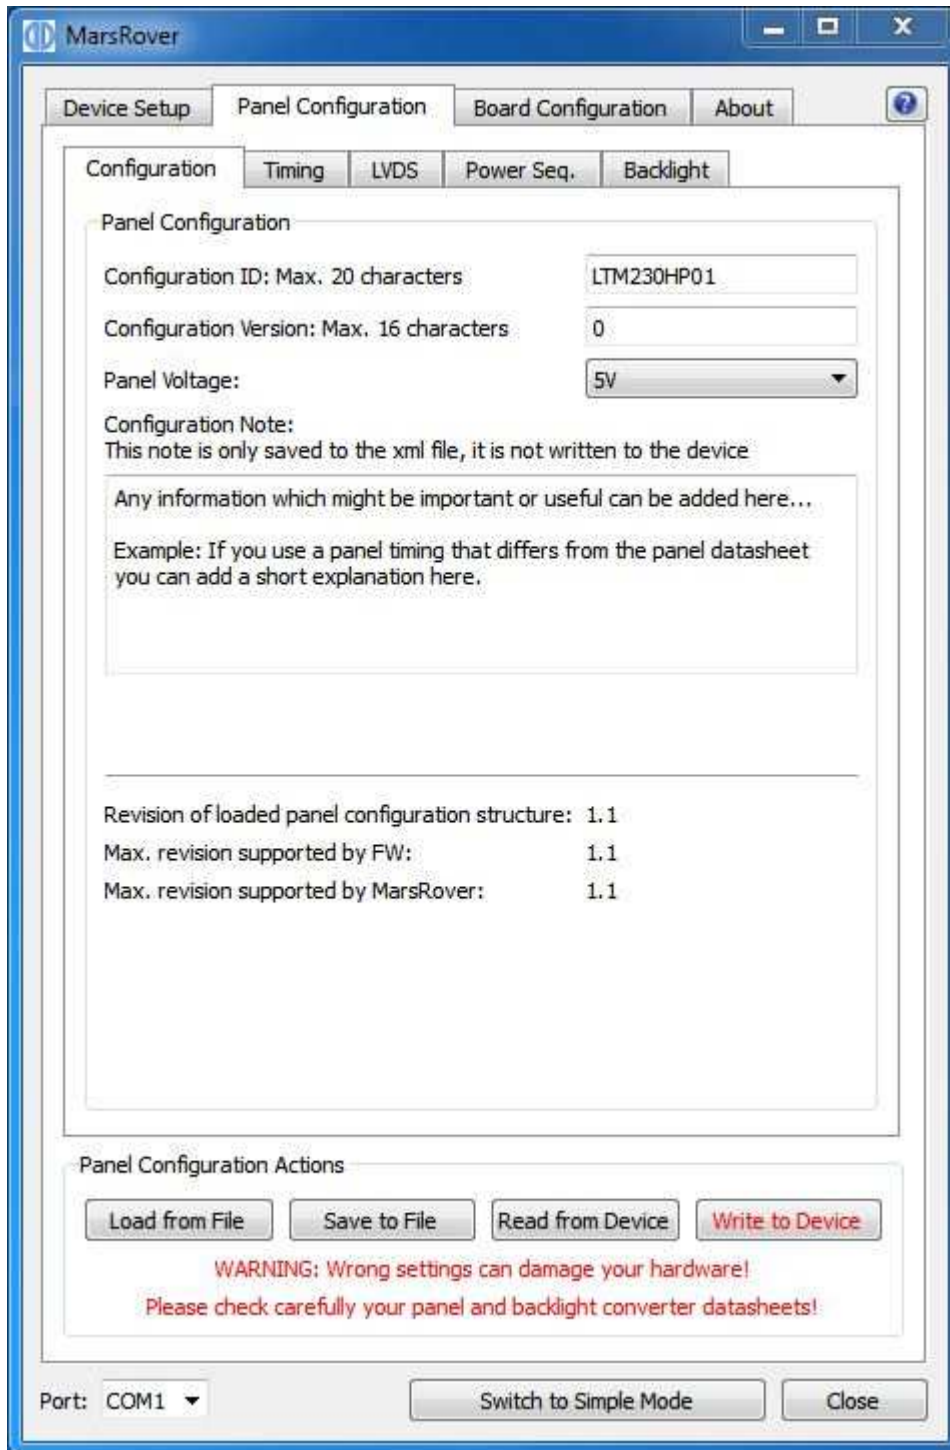 MarsRover
Device Setup Panel Configuration Board Configuration About
Configuration Timing LVDS Power Seq. Backlight
Panel Configuration
Configuration ID: Max. 20 characters LTM230HP01
Configuration Version: Max. 16 characters 0
Panel Voltage: 5V
Configuration Note:
This note is only saved to the xml file, it is not written to the device
Any information which might be important or useful can be added here...
Example: If you use a panel timing that differs from the panel datasheet
you can add a short explanation here.
Revision of loaded panel configuration structure: 1.1
Max. revision supported by FW: 1.1
Max. revision supported by MarsRover: 1.1
Panel Configuration Actions
Load from File Save to File Read from Device Write to Device
WARNING: Wrong settings can damage your hardware!
Please check carefully your panel and backlight converter datasheets!
Port: COM1 Switch to Simple Mode Close